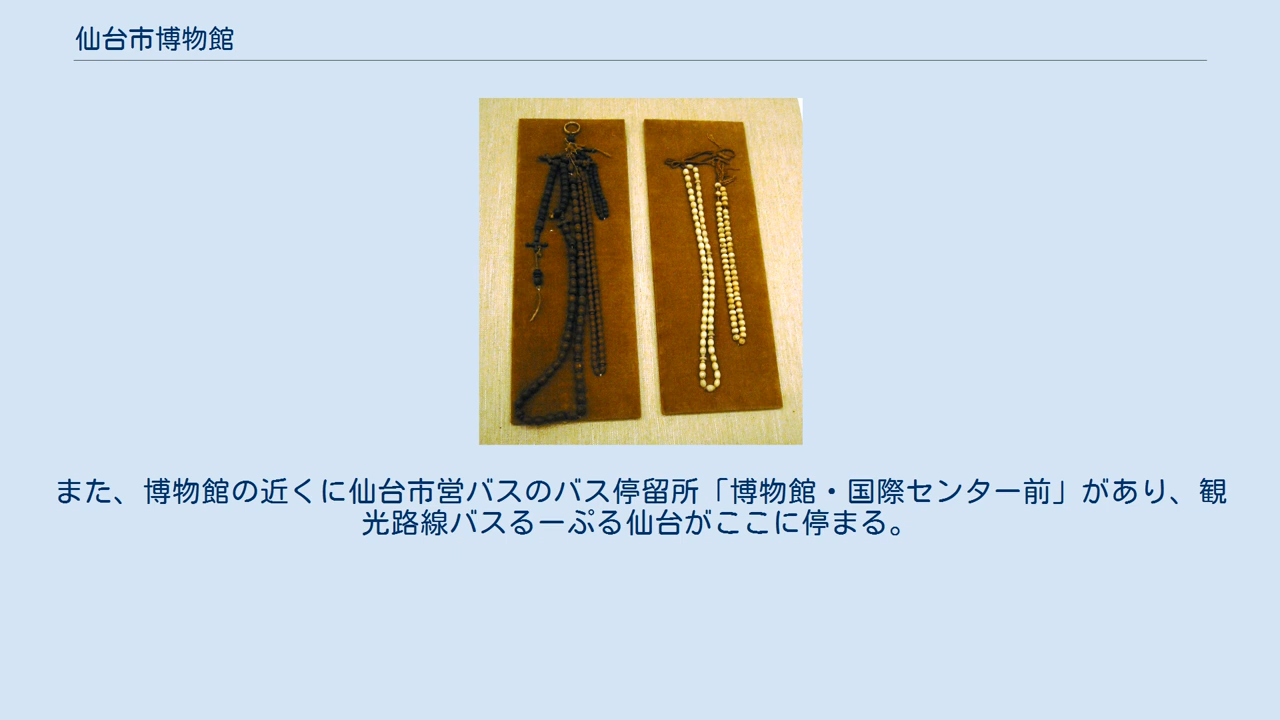 仙台市博物館
また、博物館の近くに仙台市営バスのバス停留所「博物館・国際センター前」があり、観
光路線バスるーぷる仙台がここに停まる。